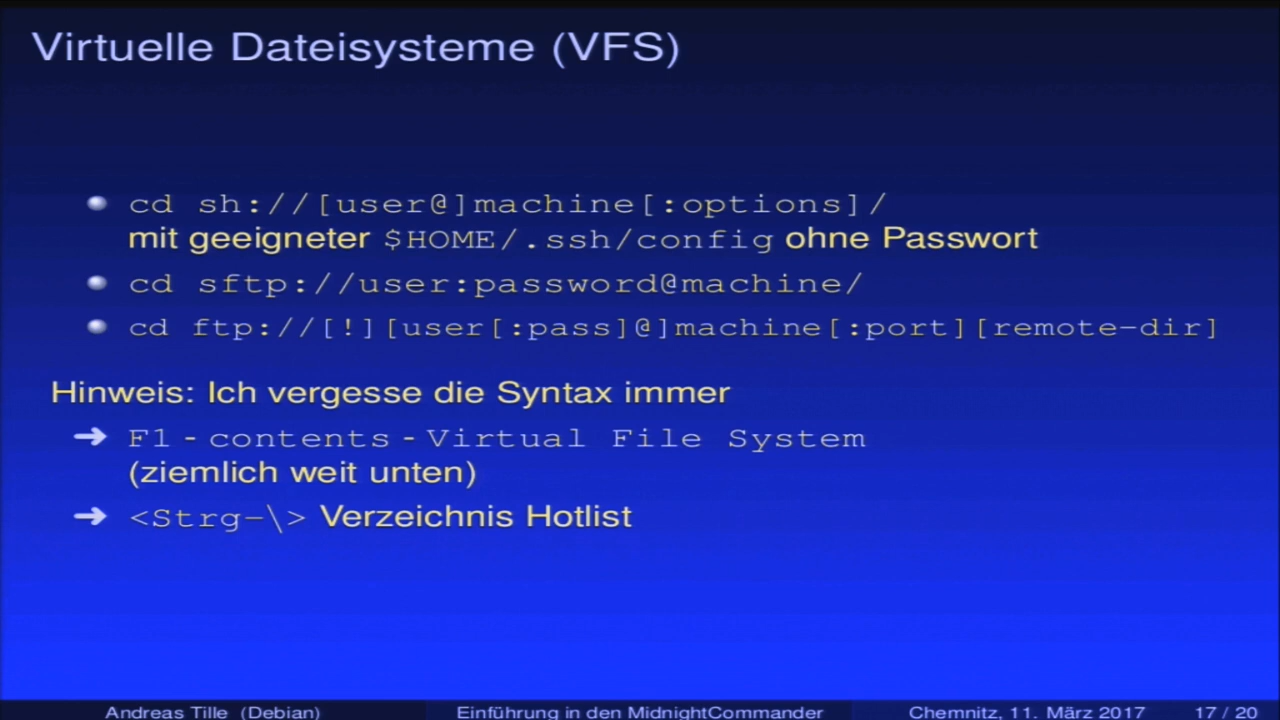 Virtuelle Dateisysteme (VFS)
cd sh://[user@]machine[:options]/
mit geeigneter $HOME/.ssh/config ohne Passwort
cd sftp://user:password@machine/
cd ftp://[!][user[:pass]@]machine[:port][remote-dir]
Hinweis: Ich vergesse die Syntax immer
➜ F1 - contents - Virtual File System
(ziemlich weit unten)
➜ <Strg-\> Verzeichnis Hotlist
Andreas Tille (Debian) Einführung in den MidnightCommander Chemnitz, 11. März 2017 17 / 20